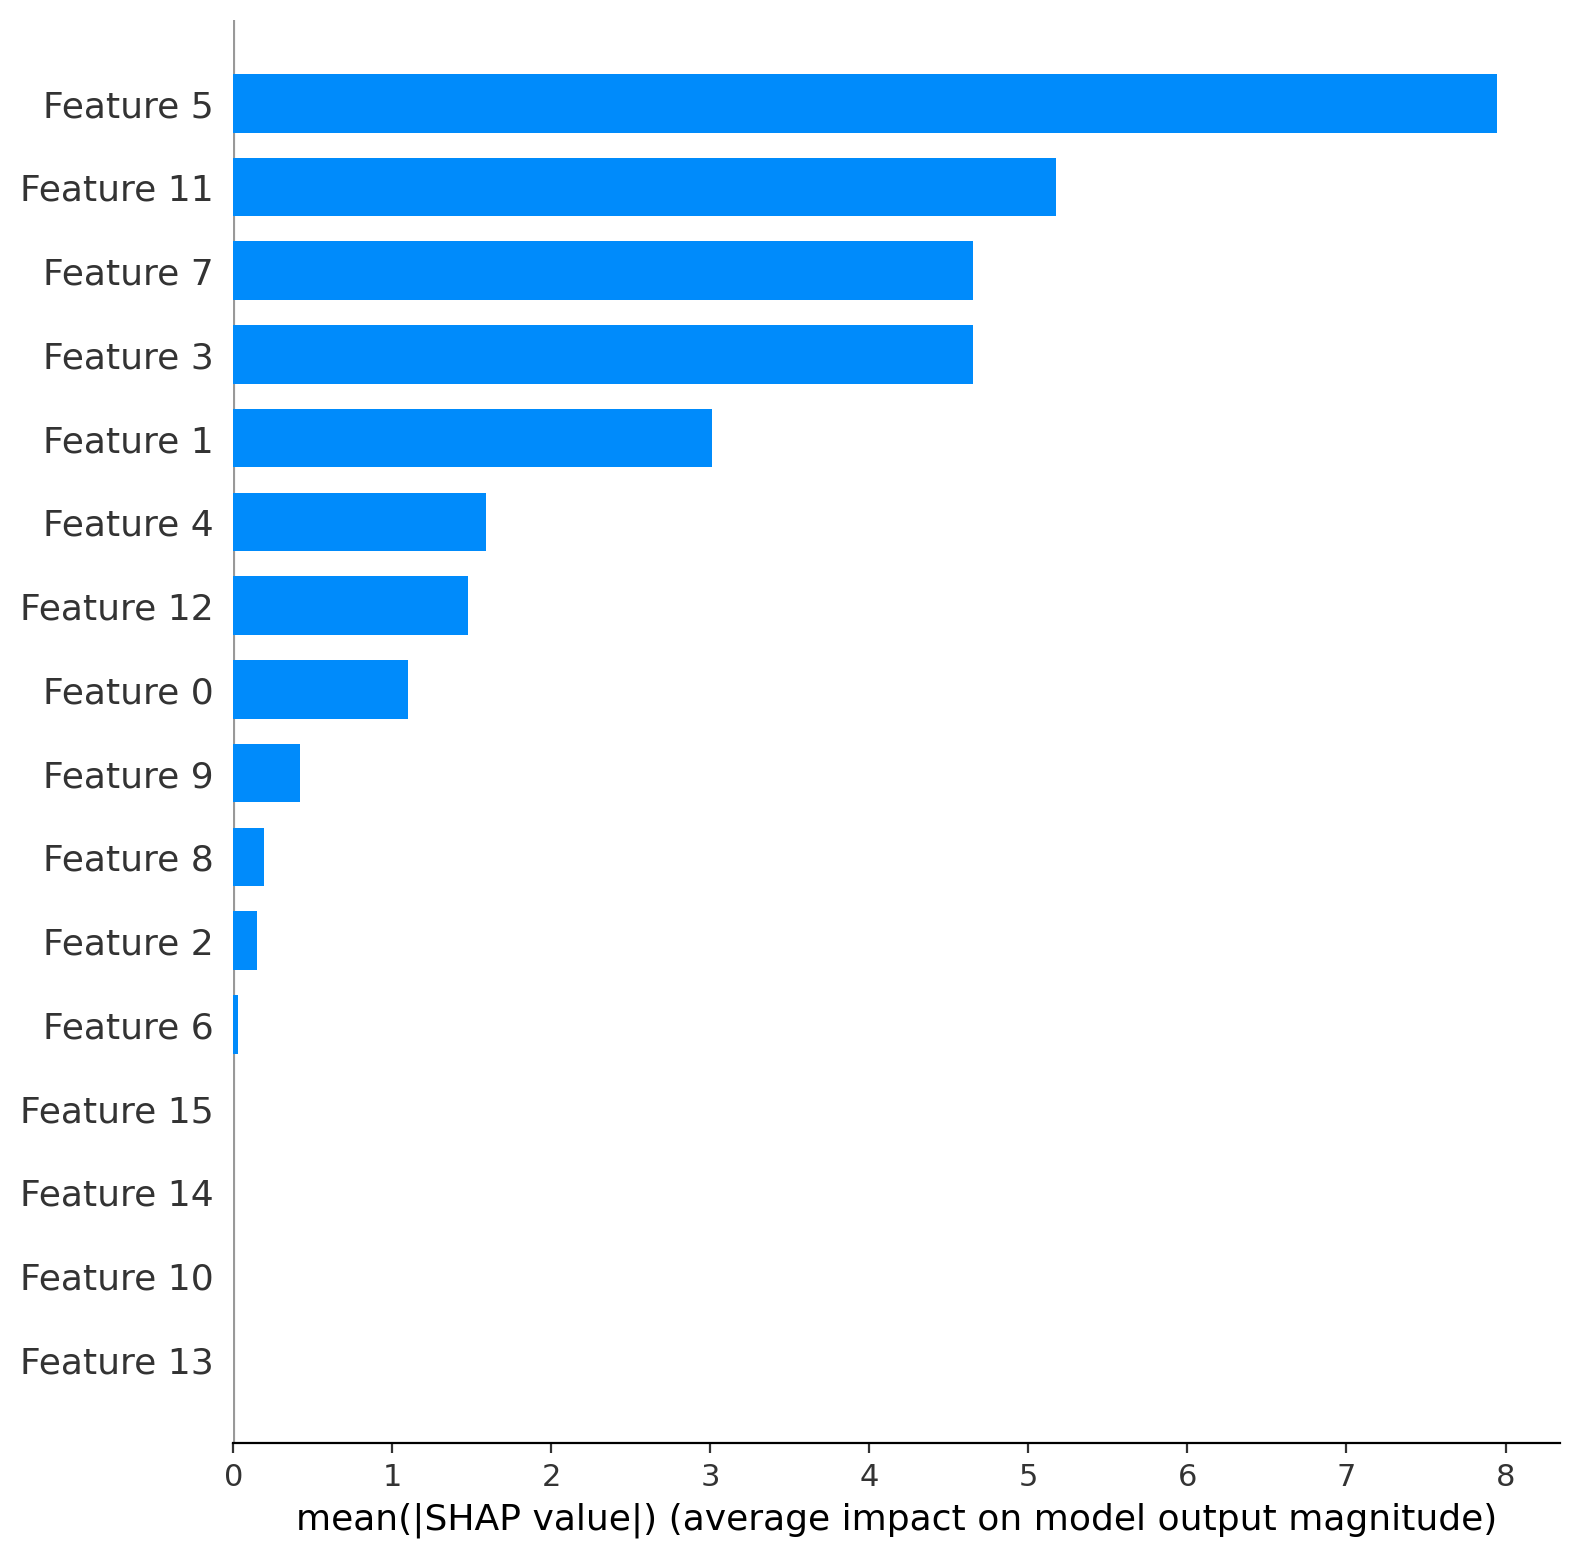 Feature 5
Feature 11
Feature 7
Feature 3
Feature 1
Feature 4
Feature 12
Feature 0
Feature 9
Feature 8
Feature 2
Feature 6
Feature 15
Feature 14
Feature 10
Feature 13
0 1 2 3 4 5 6 7 8
mean(|SHAP value|) (average impact on model output magnitude)